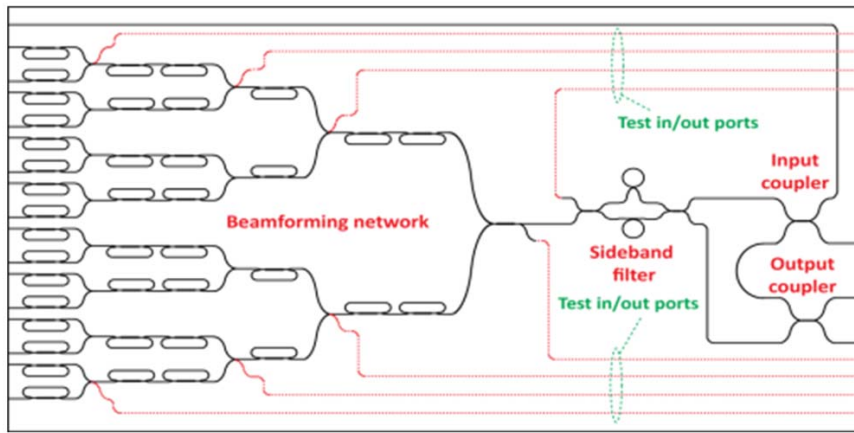 Test in/out ports
Input
coupler
Beamforming network
Sideband
filter
Output
coupler
Test in/out ports